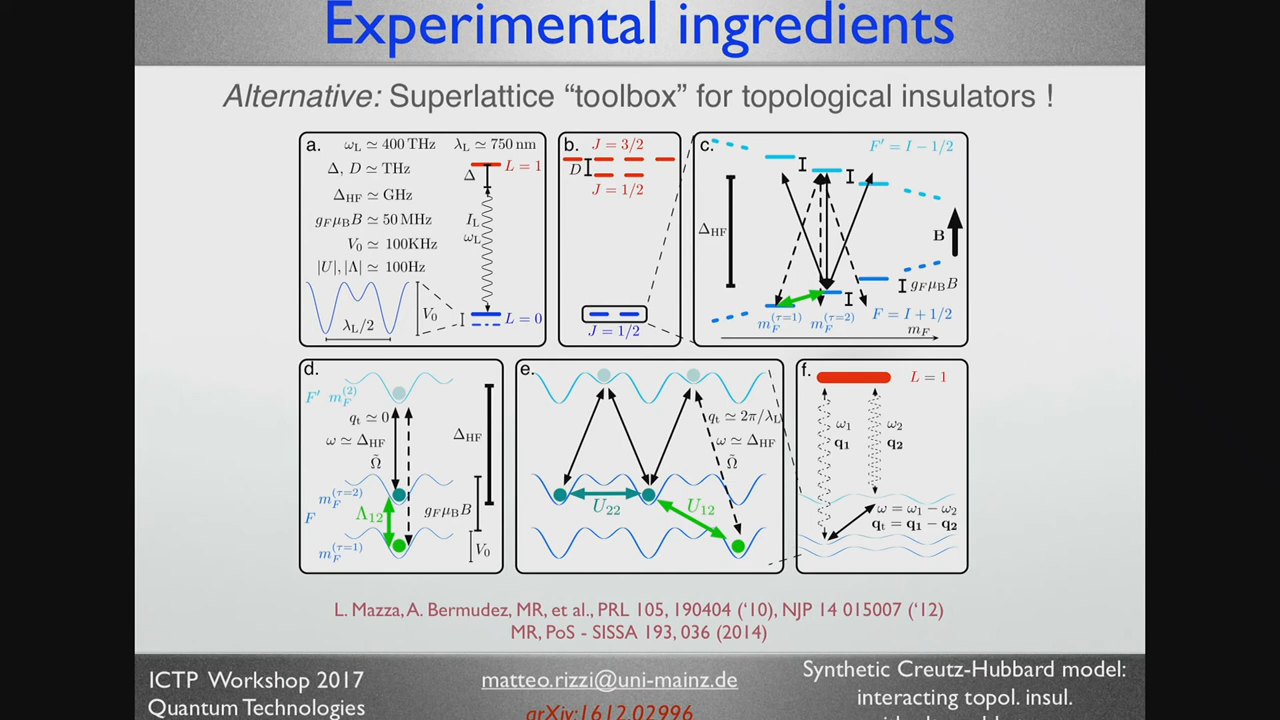 Experimental ingredients
Alternative: Superlattice “toolbox” for topological insulators !
a.
ω_L ≃ 400 THz λ_L ≃ 750 nm
Δ, D ≃ THz
Δ_HF ≃ GHz
g_F μ_B B ≃ 50 MHz
V_0 ≃ 100KHz
|U|, |Λ| ≃ 100Hz
L = 1
Δ
I_L
ω_L
V_0
L = 0
λ_L/2
b.
J = 3/2
D
J = 1/2
J = 1/2
c.
F′ = I − 1/2
Δ_HF
B
g_F μ_B B
F = I + 1/2
m_F^(τ=1) m_F^(τ=2)
m_F
d.
F′ m_F^(2)
q_t ≃ 0
ω ≃ Δ_HF
Ω̃
Δ_HF
m_F^(τ=2)
F
Λ_12
g_F μ_B B
m_F^(τ=1)
V_0
e.
q_t ≃ 2π/λ_L
ω ≃ Δ_HF
Ω̃
U_22
U_12
f.
L = 1
ω_1 ω_2
q_1 q_2
ω = ω_1 − ω_2
q_t = q_1 − q_2
L. Mazza, A. Bermudez, MR, et al., PRL 105, 190404 (‘10), NJP 14 015007 (‘12)
MR, PoS - SISSA 193, 036 (2014)
ICTP Workshop 2017
Quantum Technologies
matteo.rizzi@uni-mainz.de
arXiv:1612.02996
Synthetic Creutz-Hubbard model:
interacting topol. insul.